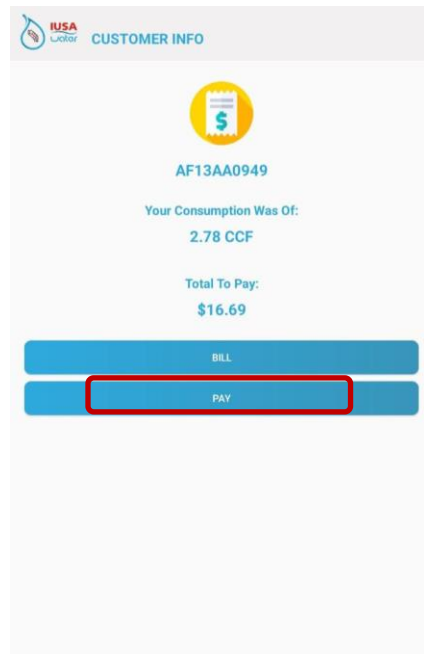 IUSA
water
CUSTOMER INFO
$
AF13AA0949
Your Consumption Was Of:
2.78 CCF
Total To Pay:
$16.69
BILL
PAY